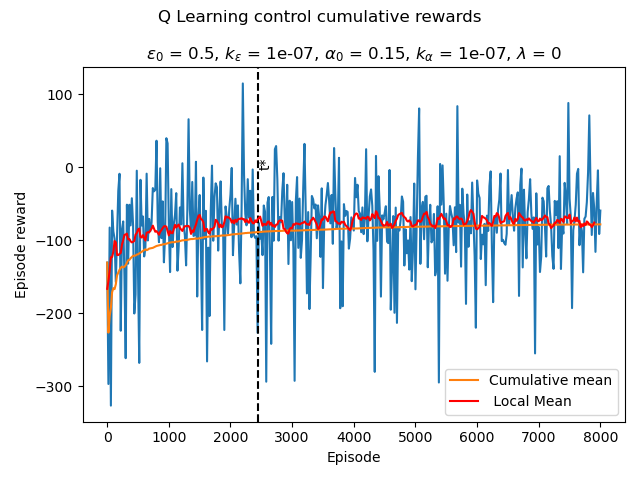 Q Learning control cumulative rewards
ε₀ = 0.5, kε = 1e-07, α₀ = 0.15, kα = 1e-07, λ = 0
Episode reward
100
0
−100
−200
−300
t*
Cumulative mean
Local Mean
0 1000 2000 3000 4000 5000 6000 7000 8000
Episode